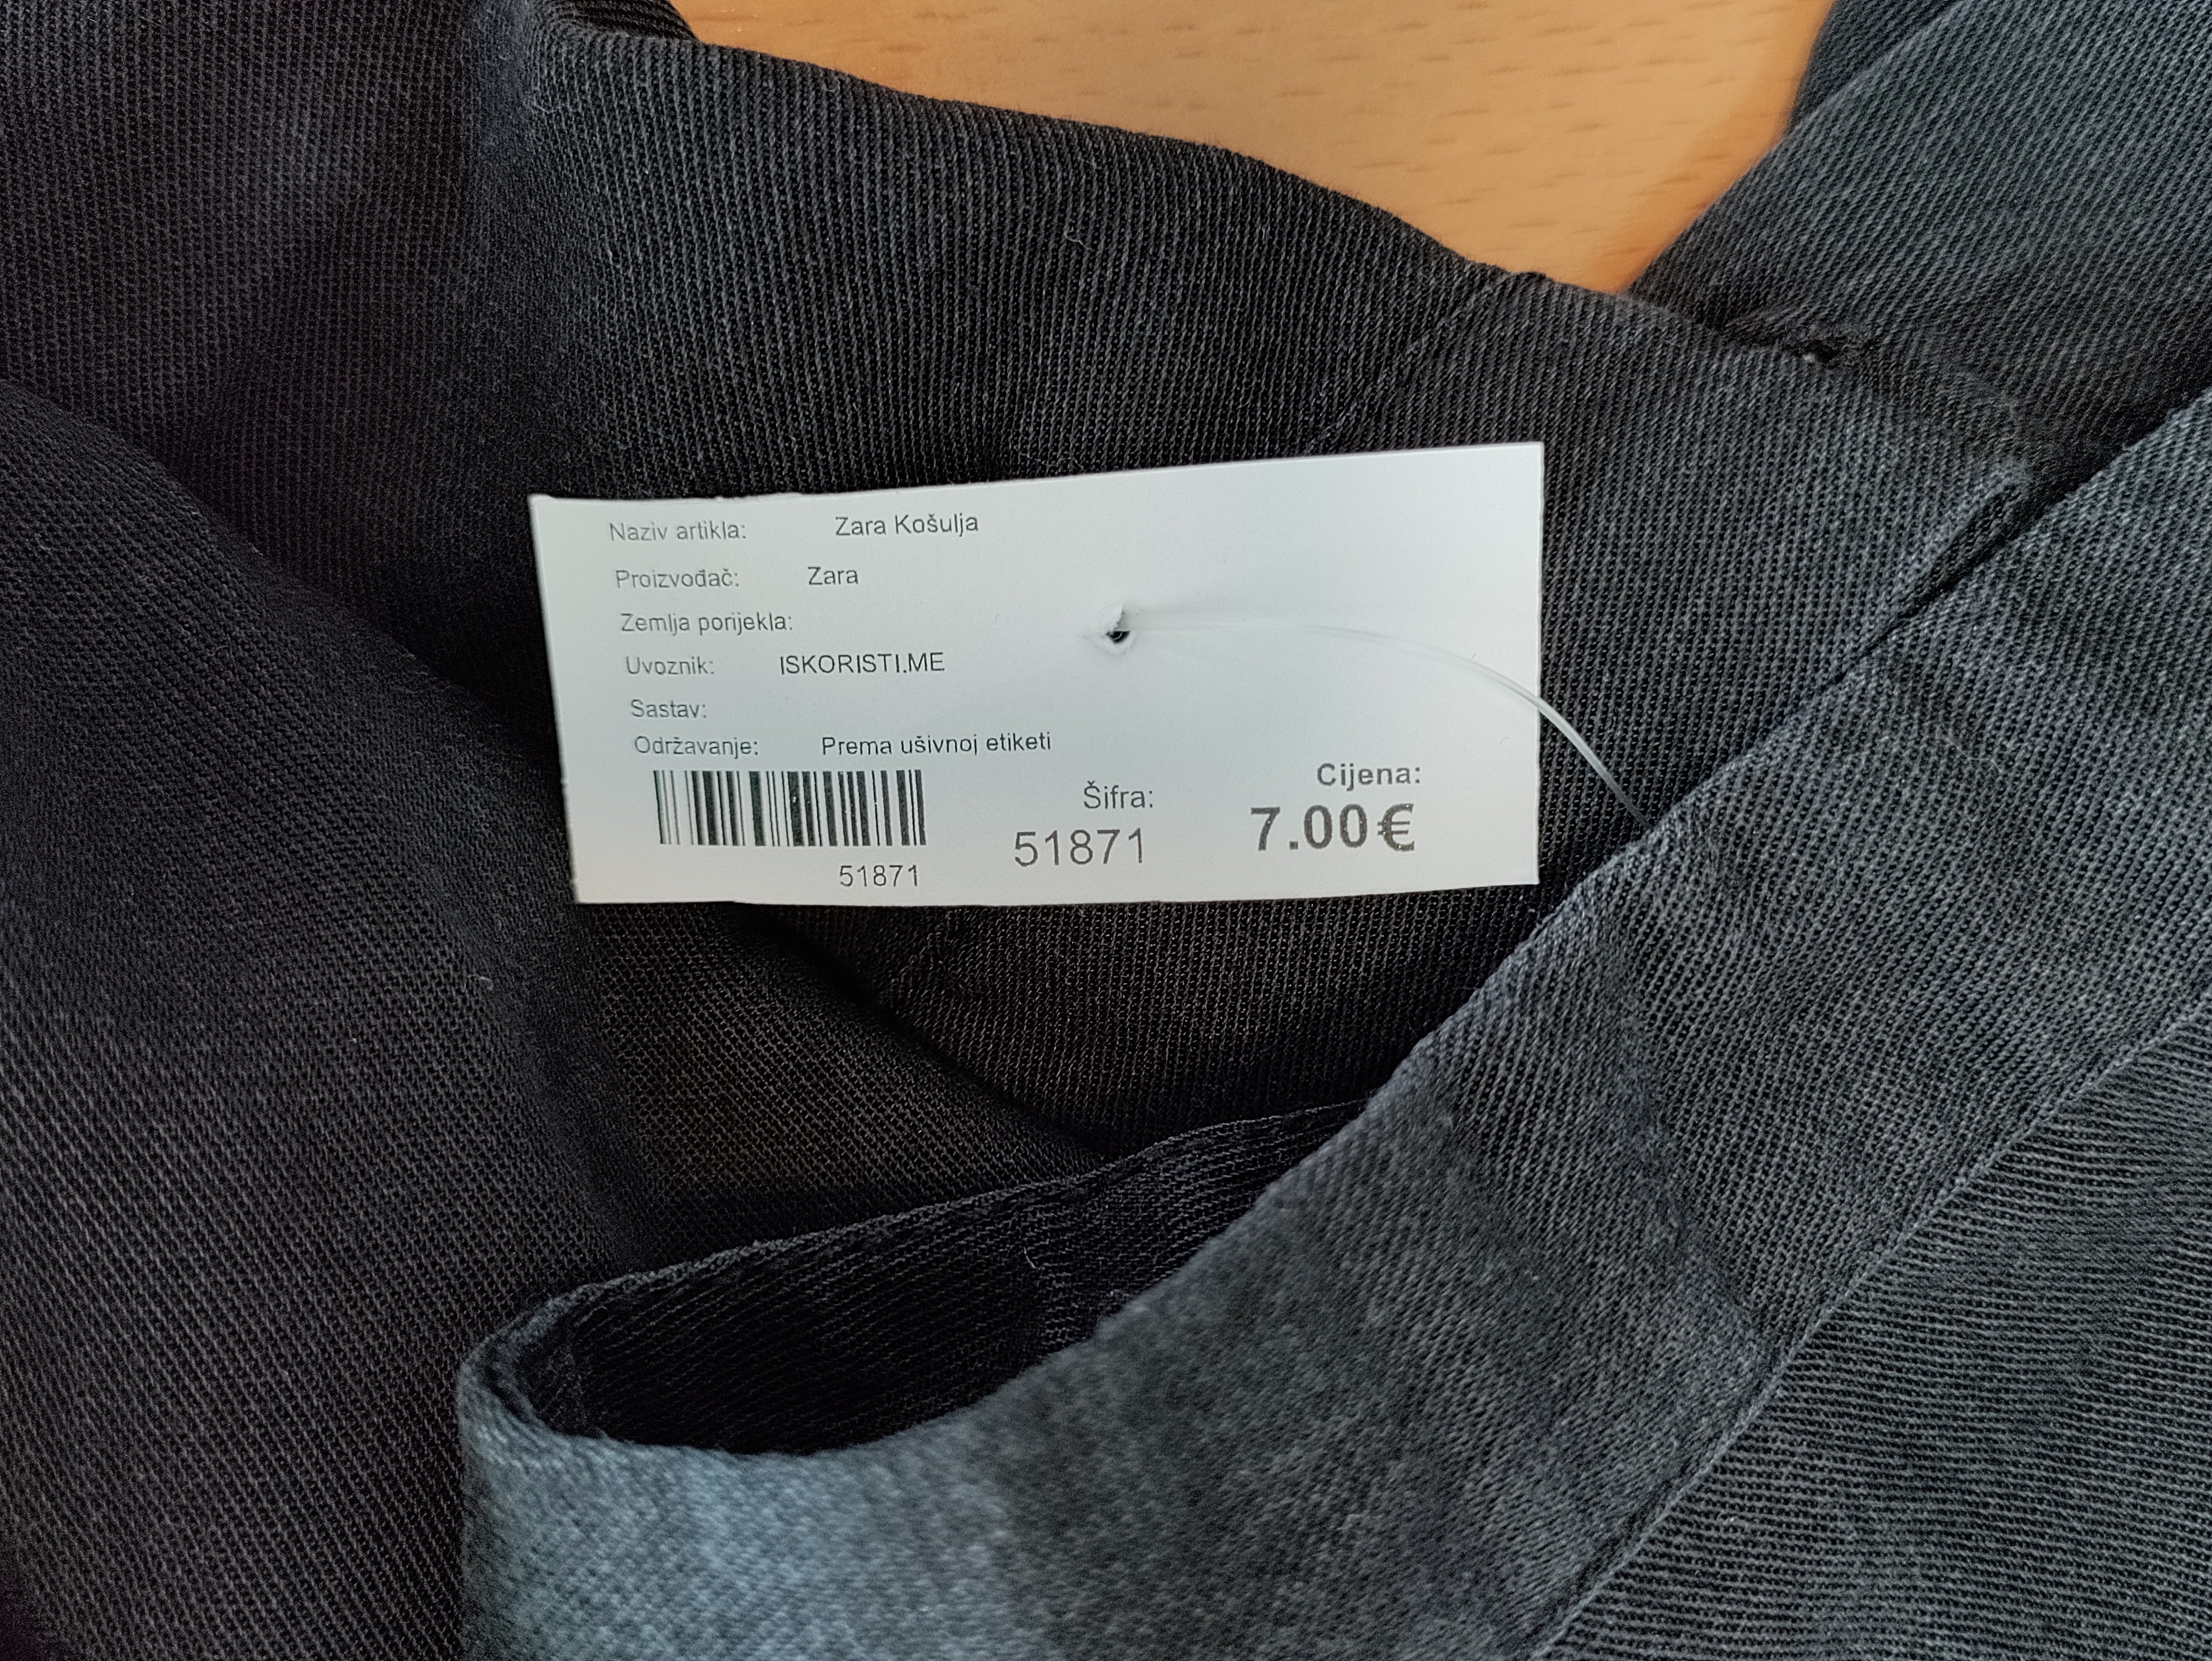 Naziv artikla: Zara Košulja
Proizvođač: Zara
Zemlja porijekla:
Uvoznik: ISKORISTI.ME
Sastav:
Održavanje: Prema ušivnoj etiketi
51871
Šifra:
51871
Cijena:
7.00€